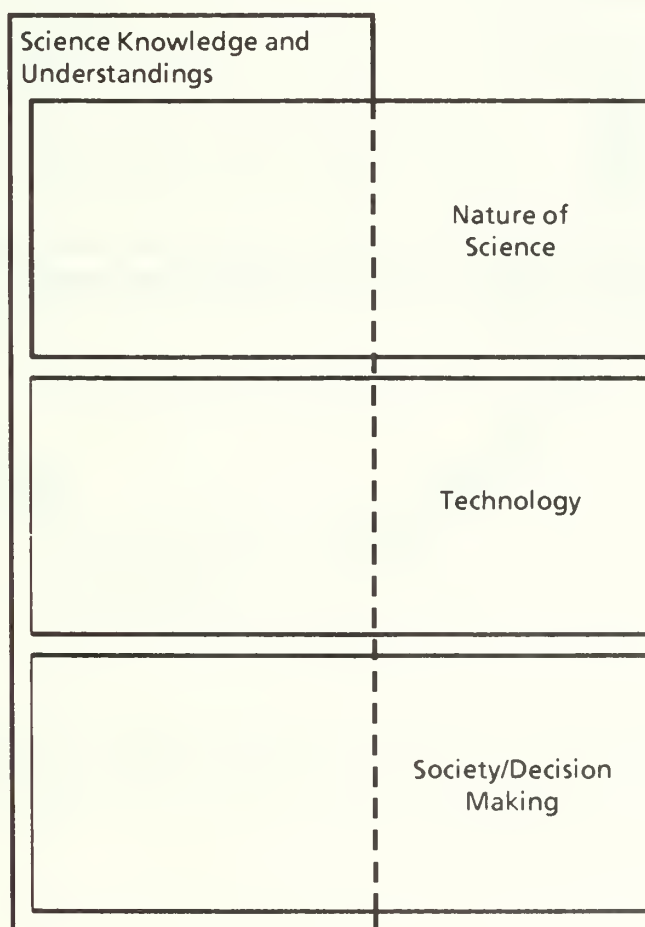 Science Knowledge and
Understandings
Nature of
Science
Technology
Society/Decision
Making